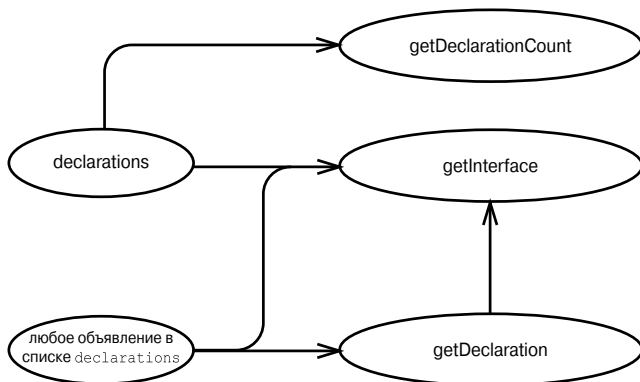 getDeclarationCount
declarations
getInterface
любое объявление в
списке declarations
getDeclaration